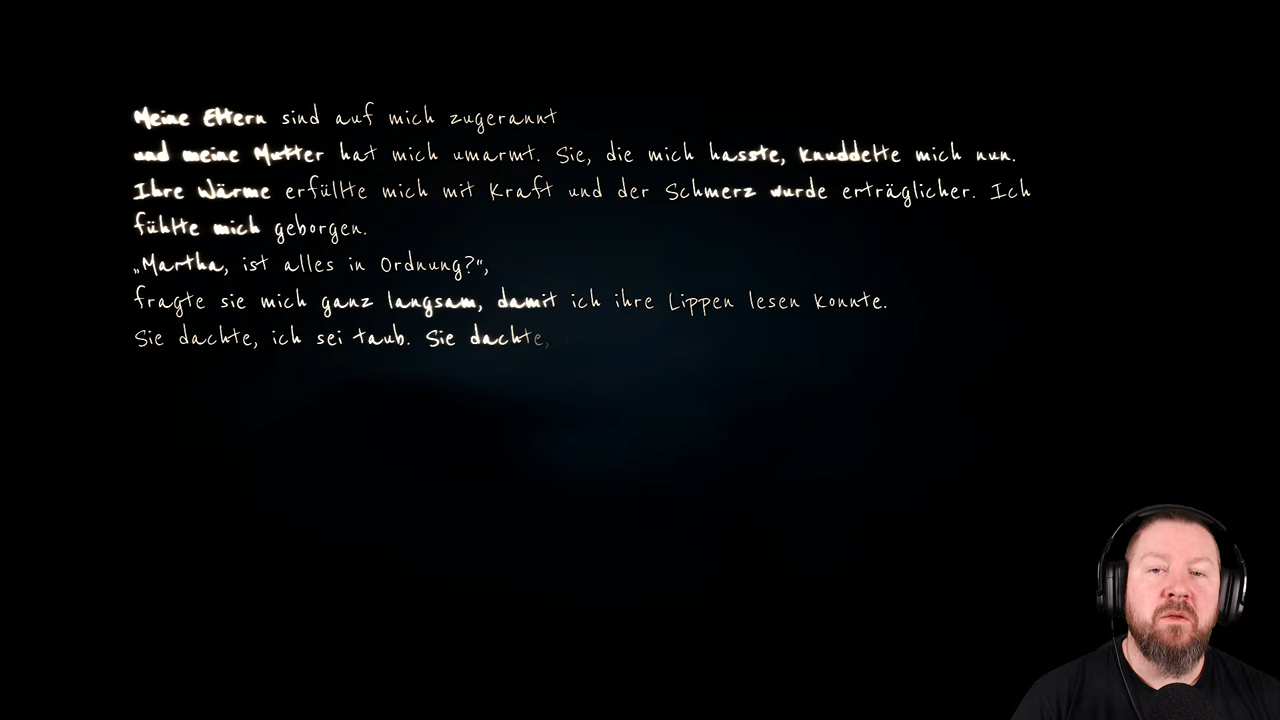 Meine Eltern sind auf mich zugerannt
und meine Mutter hat mich umarmt. Sie, die mich hasste, knuddelte mich nun.
Ihre Wärme erfüllte mich mit Kraft und der Schmerz wurde erträglicher. Ich
fühlte mich geborgen.
„Martha, ist alles in Ordnung?“,
fragte sie mich ganz langsam, damit ich ihre Lippen lesen konnte.
Sie dachte, ich sei taub. Sie dachte,